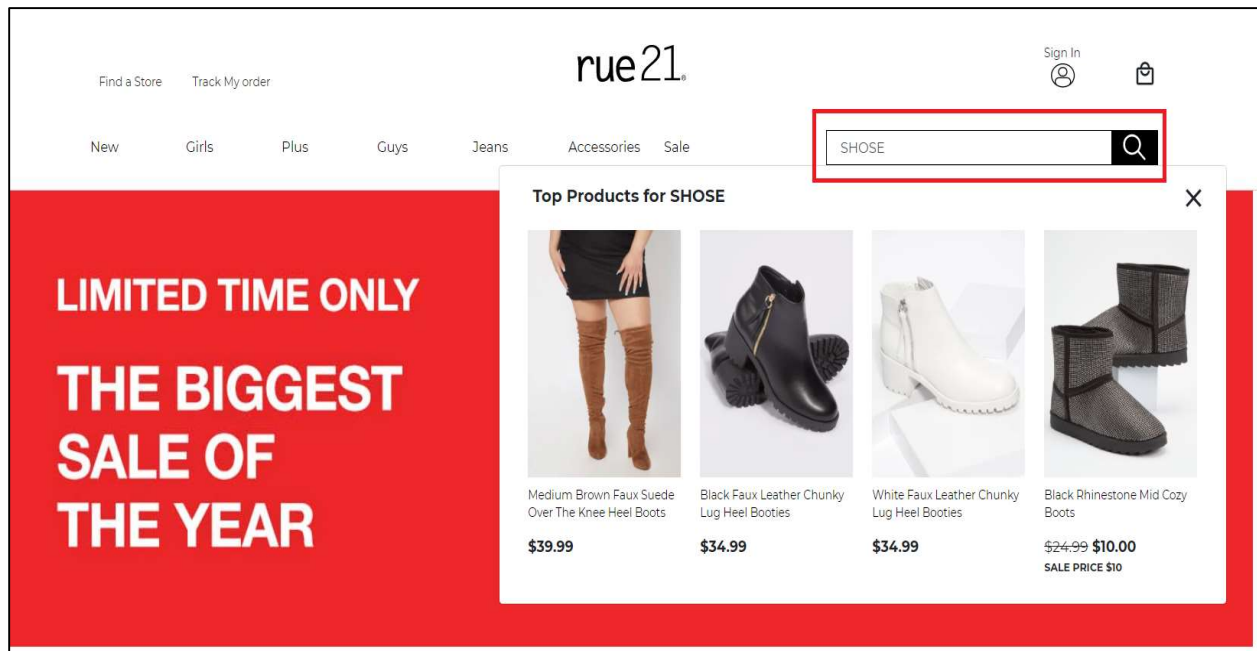 Find a Store Track My order
rue21
Sign In
New Girls Plus Guys Jeans Accessories Sale
SHOSE
Top Products for SHOSE
LIMITED TIME ONLY
THE BIGGEST
SALE OF
THE YEAR
Medium Brown Faux Suede
Over The Knee Heel Boots
$39.99
Black Faux Leather Chunky
Lug Heel Booties
$34.99
White Faux Leather Chunky
Lug Heel Booties
$34.99
Black Rhinestone Mid Cozy
Boots
$24.99 $10.00
SALE PRICE $10